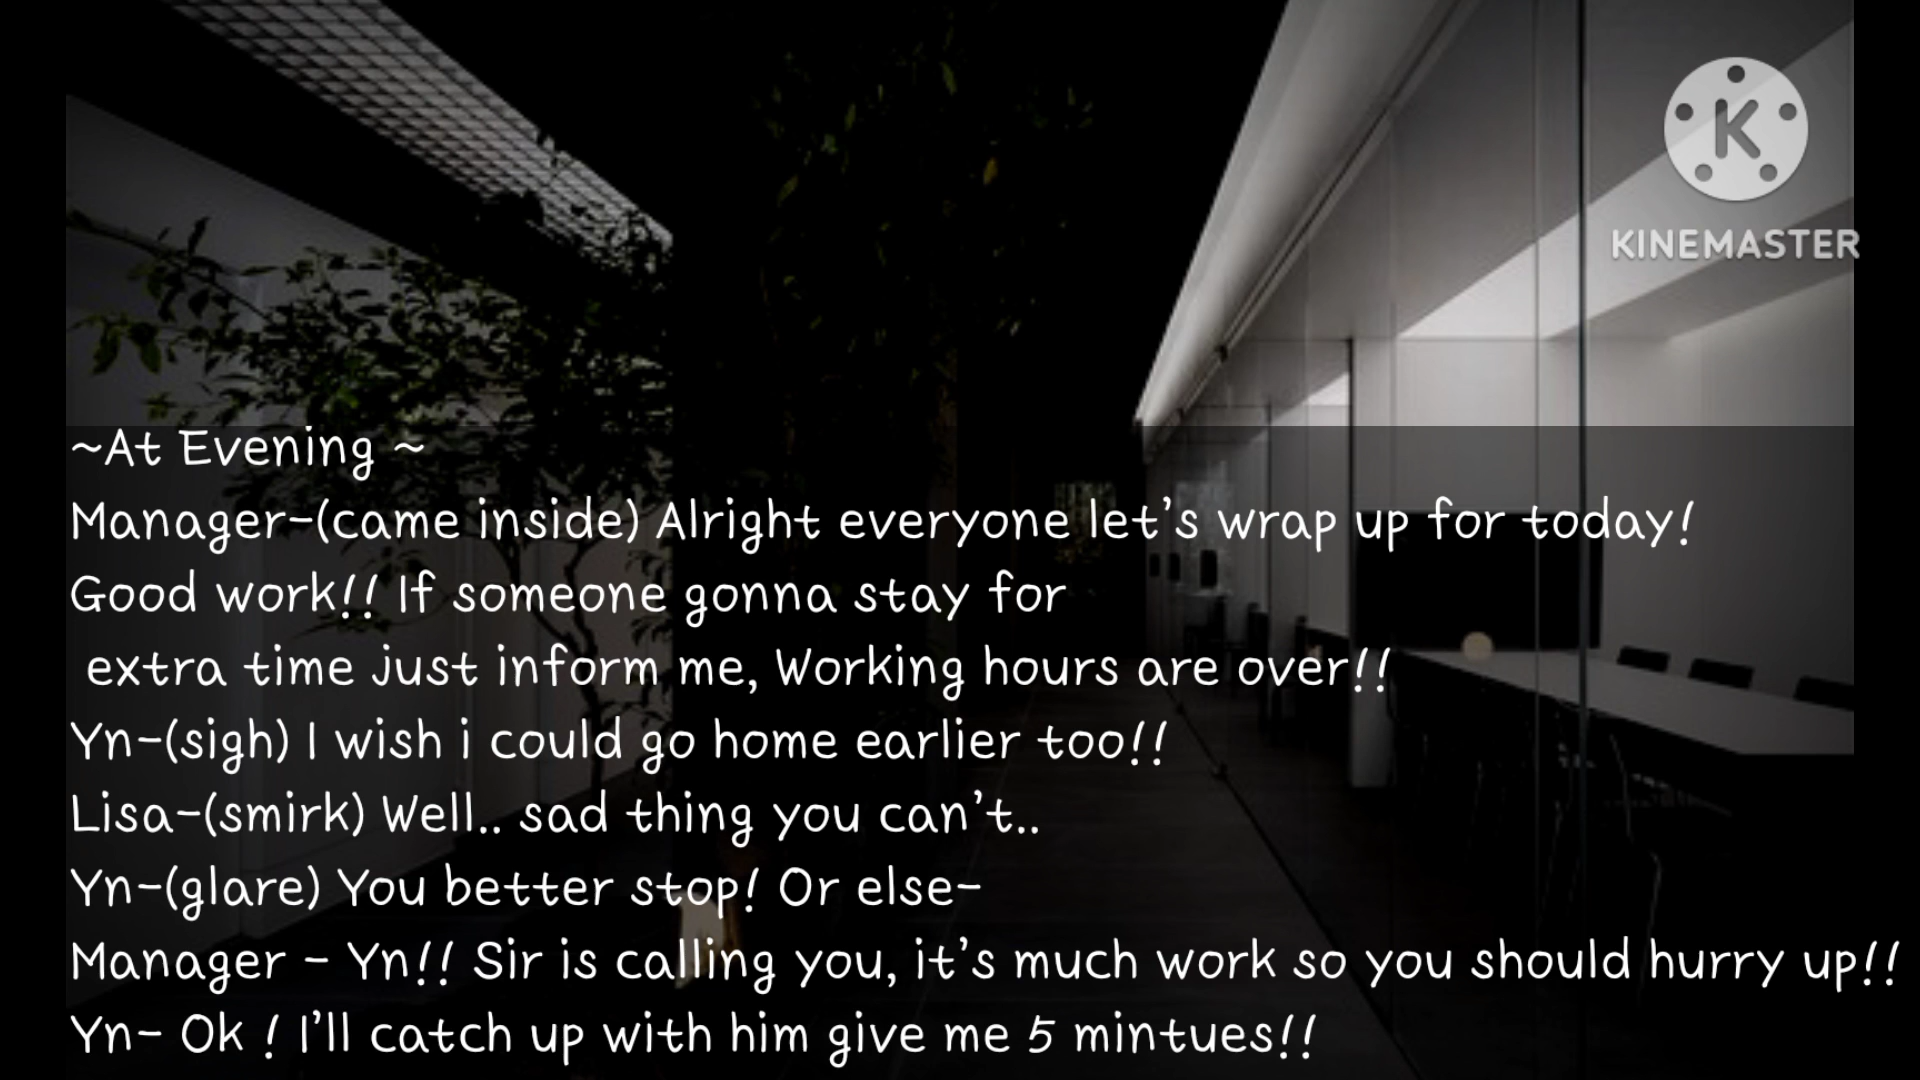 K
KINEMASTER
~At Evening ~
Manager-(came inside) Alright everyone let's wrap up for today!
Good work!! If someone gonna stay for
extra time just inform me, Working hours are over!!
Yn-(sigh) I wish i could go home earlier too!!
Lisa-(smirk) Well.. sad thing you can't..
Yn-(glare) You better stop! Or else-
Manager - Yn!! Sir is calling you, it's much work so you should hurry up!!
Yn- Ok ! I'll catch up with him give me 5 mintues!!